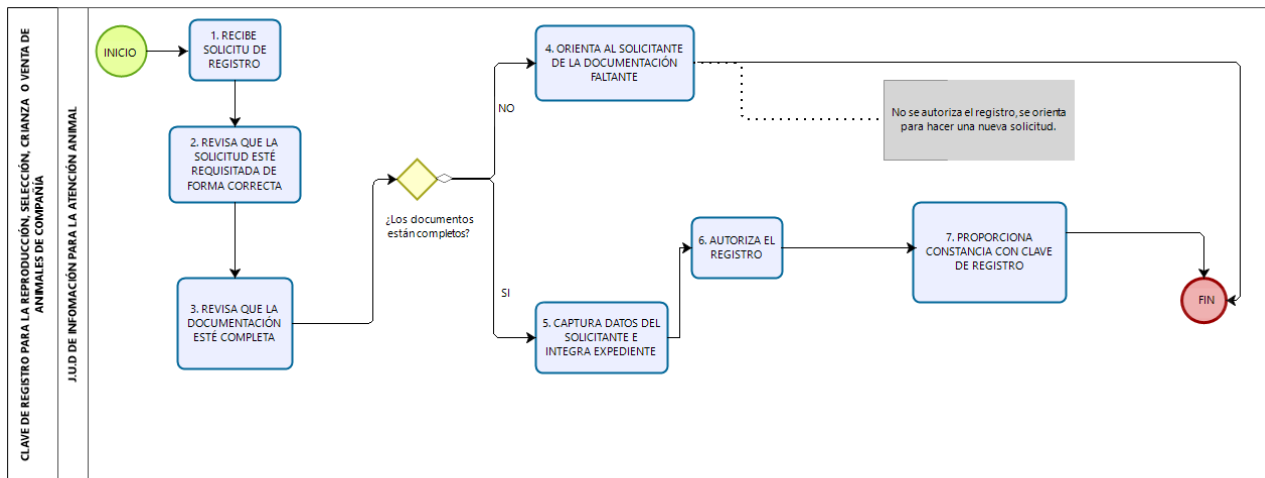 CLAVE DE REGISTRO PARA LA REPRODUCCIÓN, SELECCIÓN, CRIANZA O VENTA DE
ANIMALES DE COMPAÑÍA
J.U.D DE INFOMACIÓN PARA LA ATENCIÓN ANIMAL
INICIO
1. RECIBE
SOLICITU DE
REGISTRO
2. REVISA QUE LA
SOLICITUD ESTÉ
REQUISITADA DE
FORMA CORRECTA
3. REVISA QUE LA
DOCUMENTACIÓN
ESTÉ COMPLETA
¿Los documentos
están completos?
NO
4. ORIENTA AL SOLICITANTE
DE LA DOCUMENTACIÓN
FALTANTE
No se autoriza el registro, se orienta
para hacer una nueva solicitud.
SI
5. CAPTURA DATOS DEL
SOLICITANTE E
INTEGRA EXPEDIENTE
6. AUTORIZA EL
REGISTRO
7. PROPORCIONA
CONSTANCIA CON CLAVE
DE REGISTRO
FIN